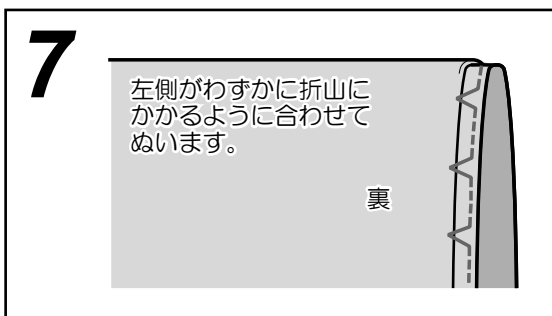 7
左側がわずかに折山に
かかるように合わせて
ぬいます。
裏